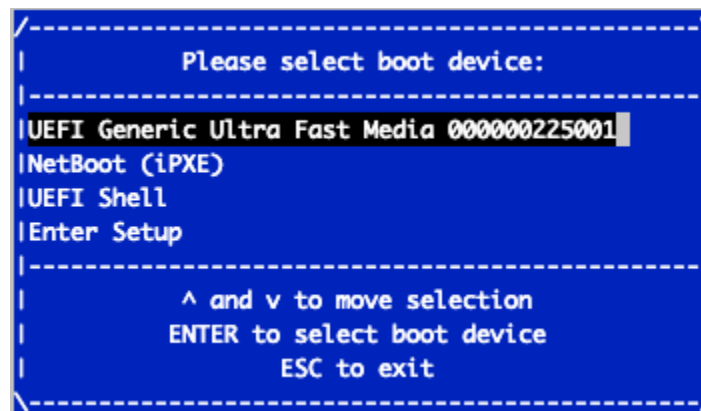 Please select boot device:
UEFI Generic Ultra Fast Media 000000225001
NetBoot (iPXE)
UEFI Shell
Enter Setup
^ and v to move selection
ENTER to select boot device
ESC to exit